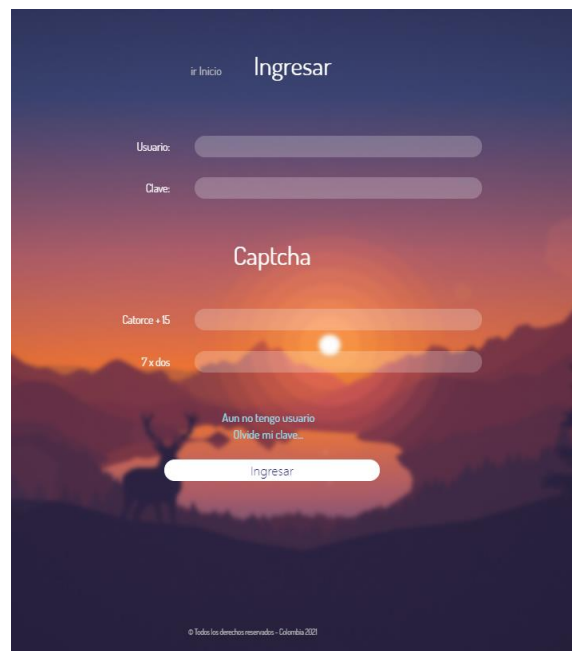 ir Inicio Ingresar
Usuario:
Clave:
Captcha
Catorce + 15
7 x dos
Aun no tengo usuario
Olvide mi clave...
Ingresar
© Todos los derechos reservados - Colombia 2021